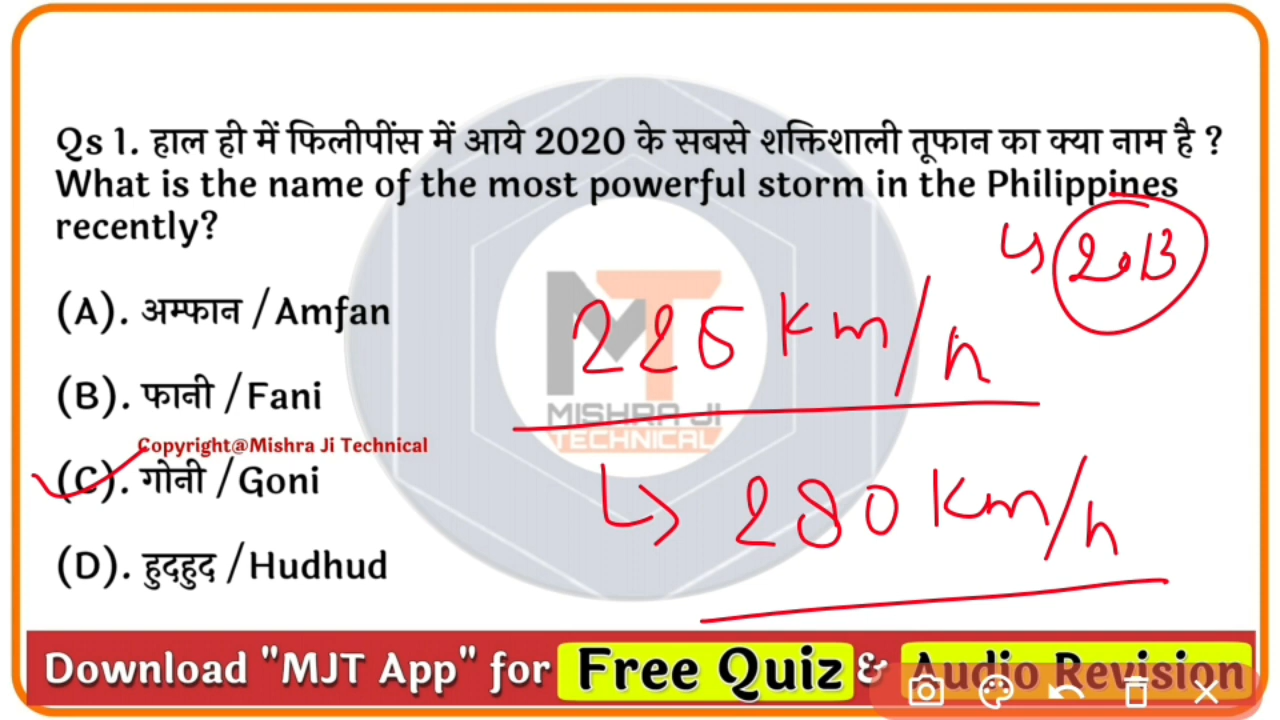 Qs 1. हाल ही में फिलीपींस में आये 2020 के सबसे शक्तिशाली तूफान का क्या नाम है ?
What is the name of the most powerful storm in the Philippines
recently?
↳ 2013
(A). अम्फान / Amfan
225 km/h
(B). फानी / Fani
MISHRA JI
TECHNICAL
Copyright@Mishra Ji Technical
(C). गोनी / Goni
↳ 280 km/h
(D). हुदहुद / Hudhud
Download "MJT App" for Free Quiz & Audio Revision